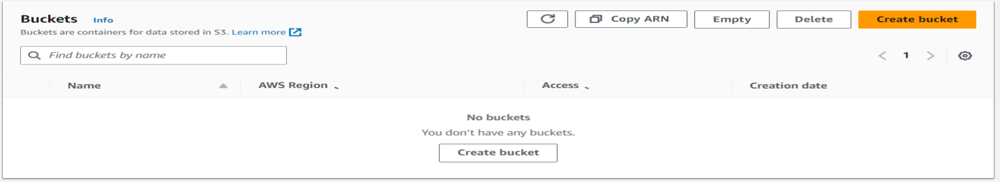 Buckets Info
Copy ARN Empty Delete Create bucket
Buckets are containers for data stored in S3. Learn more
Find buckets by name
1
Name AWS Region Access Creation date
No buckets
You don't have any buckets.
Create bucket